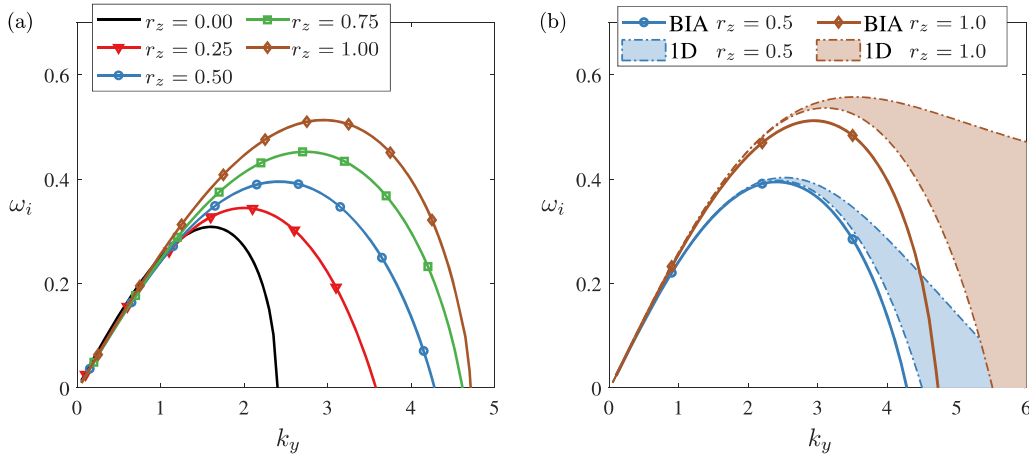 (a)
r_z = 0.00
r_z = 0.75
r_z = 0.25
r_z = 1.00
r_z = 0.50
0.6
0.4
0.2
0
ω_i
0 1 2 3 4 5
k_y
(b)
BIA r_z = 0.5
BIA r_z = 1.0
1D r_z = 0.5
1D r_z = 1.0
0.6
0.4
0.2
0
ω_i
0 1 2 3 4 5 6
k_y